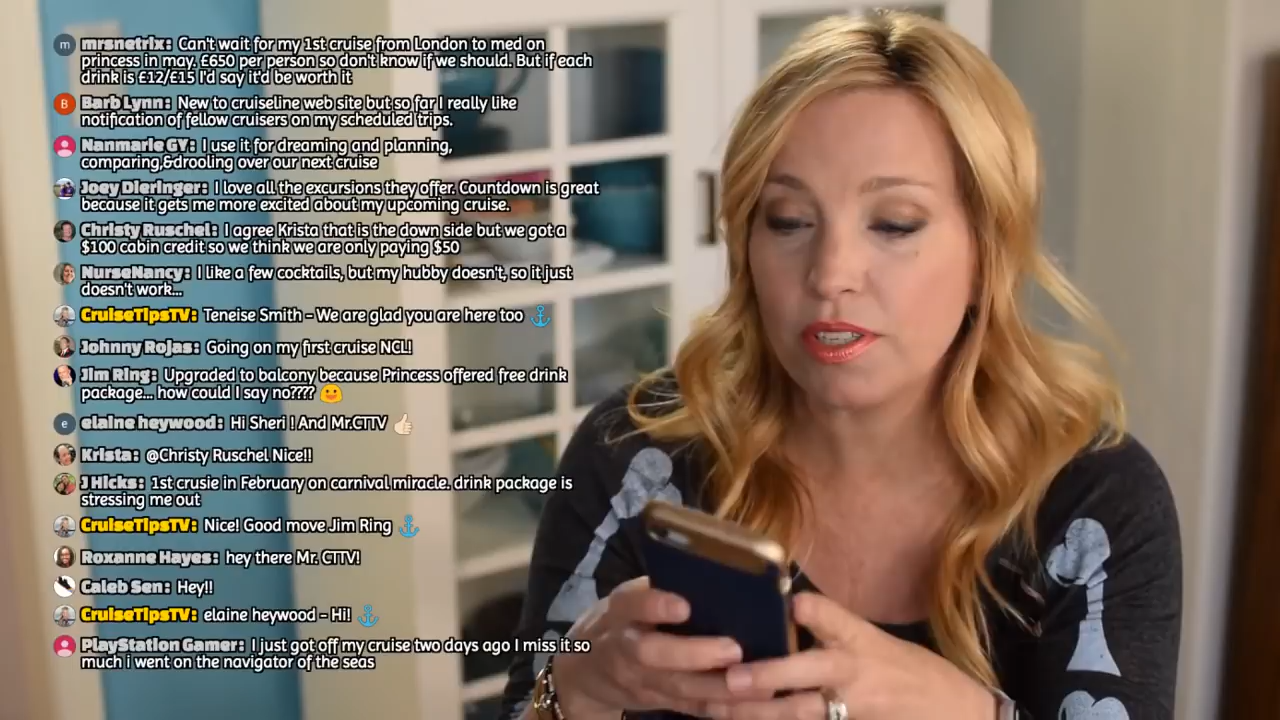 m mrsnetrix: Can't wait for my 1st cruise from London to med on
princess in may. £650 per person so don't know if we should. But if each
drink is £12/£15 I'd say it'd be worth it
B Barb Lynn: New to cruiseline web site but so far I really like
notification of fellow cruisers on my scheduled trips.
Nanmarie GY: I use it for dreaming and planning,
comparing,&drooling over our next cruise
Joey Dieringer: I love all the excursions they offer. Countdown is great
because it gets me more excited about my upcoming cruise.
Christy Ruschel: I agree Krista that is the down side but we got a
$100 cabin credit so we think we are only paying $50
NurseNancy: I like a few cocktails, but my hubby doesn't, so it just
doesn't work...
CruiseTipsTV: Teneise Smith - We are glad you are here too ⚓
Johnny Rojas: Going on my first cruise NCL!
Jim Ring: Upgraded to balcony because Princess offered free drink
package... how could I say no???? 😛
e elaine heywood: Hi Sheri ! And Mr.CTTV 👍🏻
Krista: @Christy Ruschel Nice!!
J Hicks: 1st crusie in February on carnival miracle. drink package is
stressing me out
CruiseTipsTV: Nice! Good move Jim Ring ⚓
Roxanne Hayes: hey there Mr. CTTV!
Caleb Sen: Hey!!
CruiseTipsTV: elaine heywood - Hi! ⚓
PlayStation Gamer: I just got off my cruise two days ago I miss it so
much i went on the navigator of the seas